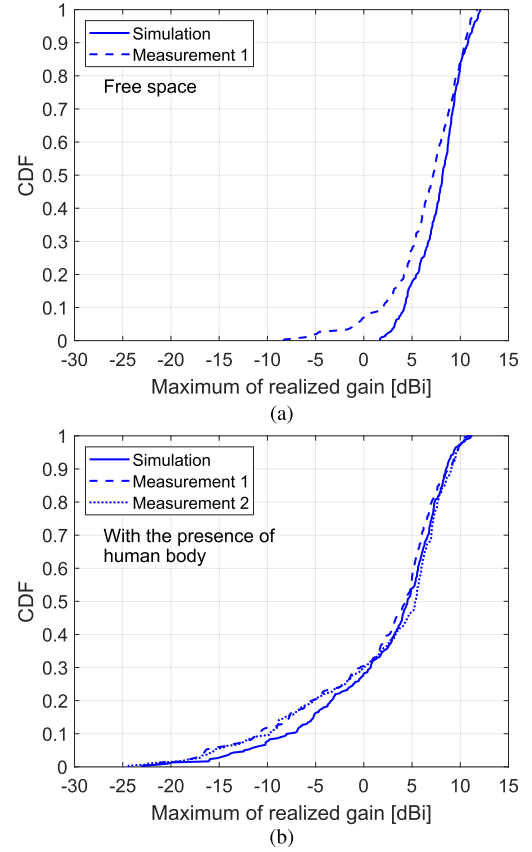 1
0.9
0.8
0.7
0.6
0.5
0.4
0.3
0.2
0.1
0
CDF
Simulation
Measurement 1
Free space
-30 -25 -20 -15 -10 -5 0 5 10 15
Maximum of realized gain [dBi]
(a)
1
0.9
0.8
0.7
0.6
0.5
0.4
0.3
0.2
0.1
0
CDF
Simulation
Measurement 1
Measurement 2
With the presence of
human body
-30 -25 -20 -15 -10 -5 0 5 10 15
Maximum of realized gain [dBi]
(b)